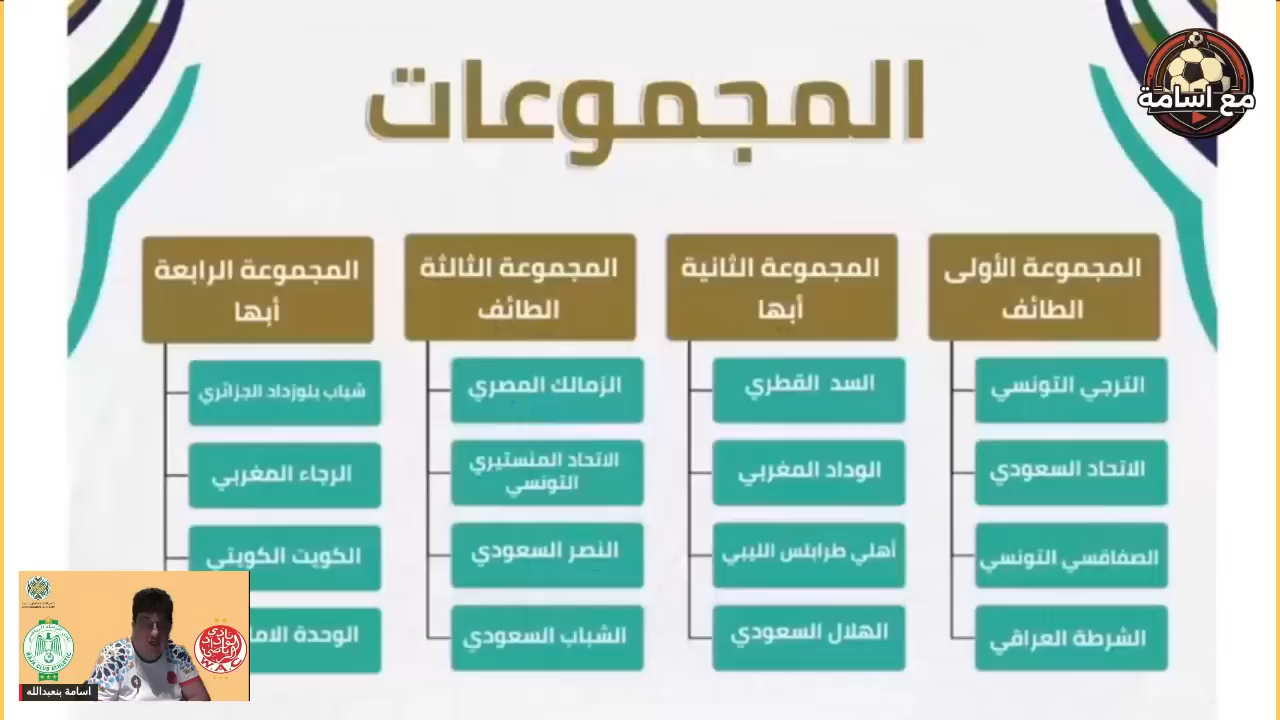 المجموعات
مع اسامة
المجموعة الأولى
الطائف
الترجي التونسي
الاتحاد السعودي
الصفاقسي التونسي
الشرطة العراقي
المجموعة الثانية
أبها
السد القطري
الوداد المغربي
أهلي طرابلس الليبي
الهلال السعودي
المجموعة الثالثة
الطائف
الزمالك المصري
الاتحاد المنستيري
التونسي
النصر السعودي
الشباب السعودي
المجموعة الرابعة
أبها
شباب بلوزداد الجزائري
الرجاء المغربي
الكويت الكويتي
الوحدة الاما
اسامة بنعبدالله